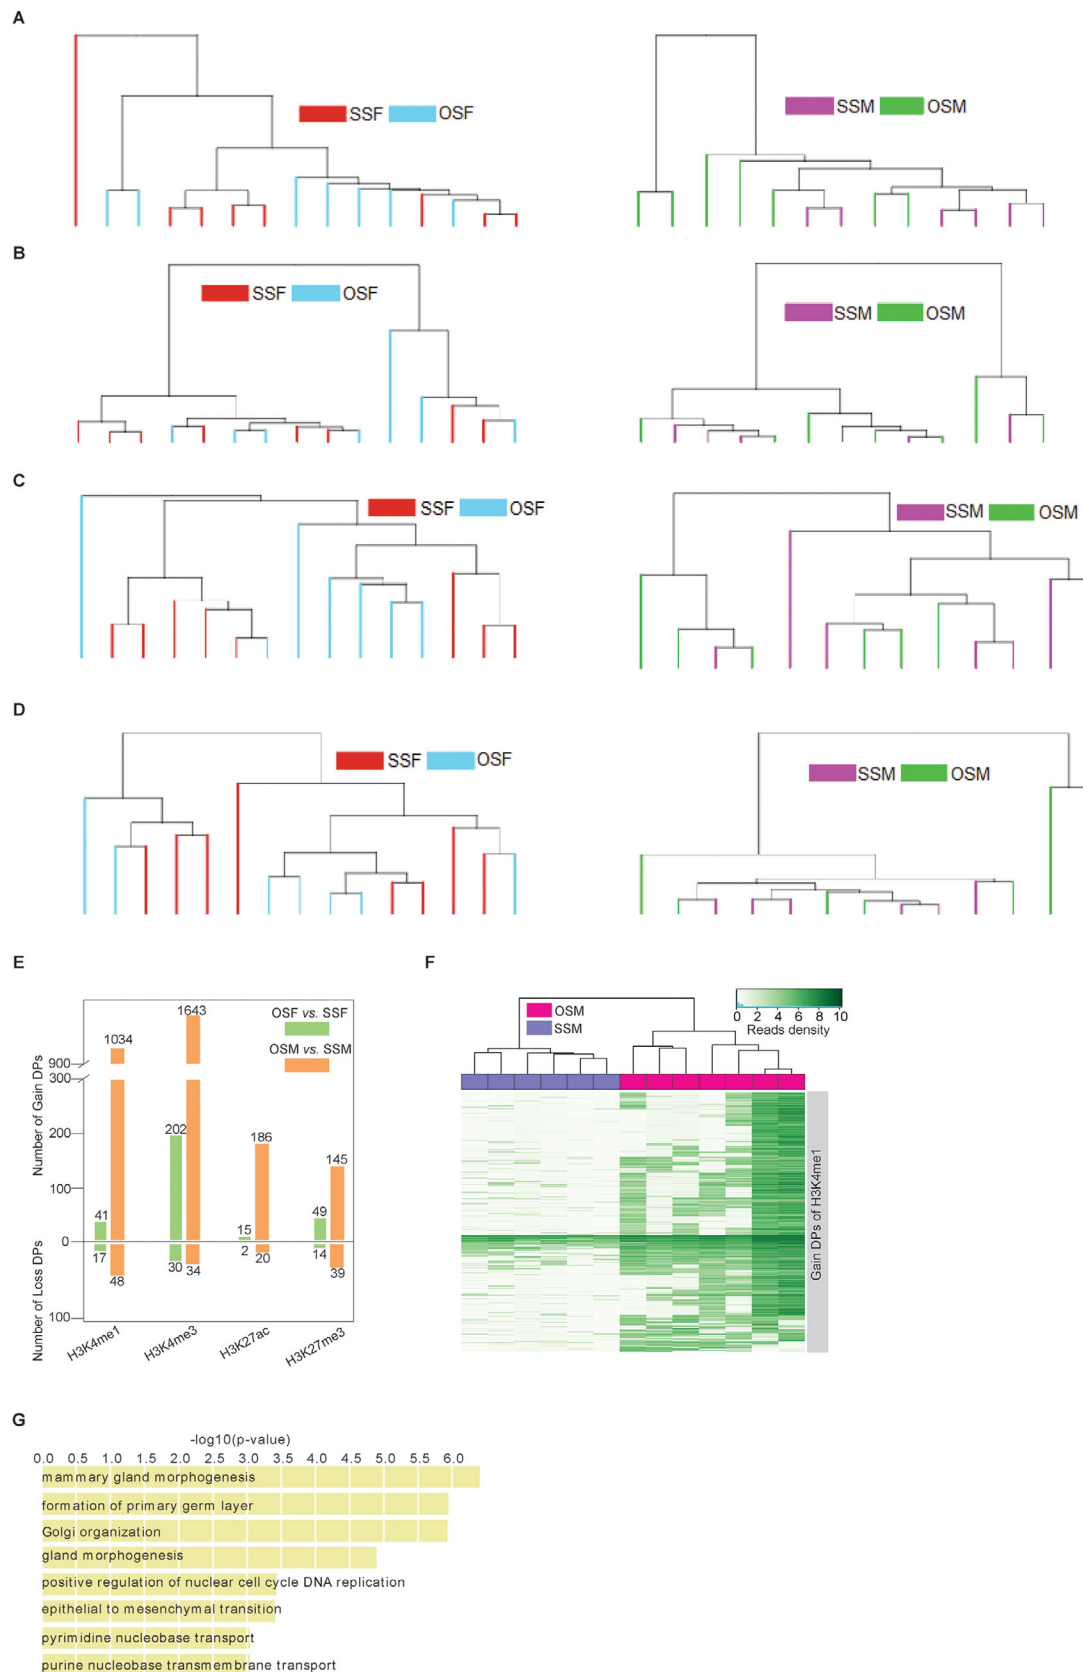 A
SSF OSF
SSM OSM
B
SSF OSF
SSM OSM
C
SSF OSF
SSM OSM
D
SSF OSF
SSM OSM
E
OSF vs. SSF
OSM vs. SSM
Number of Gain DPs
Number of Loss DPs
900
300
200
100
0
100
1034
1643
41
202
186
145
15
49
17
48
30
34
2
20
14
39
H3K4me1
H3K4me3
H3K27ac
H3K27me3
F
OSM
SSM
0 2 4 6 8 10
Reads density
Gain DPs of H3K4me1
G
-log10(p-value)
0.0 0.5 1.0 1.5 2.0 2.5 3.0 3.5 4.0 4.5 5.0 5.5 6.0
mammary gland morphogenesis
formation of primary germ layer
Golgi organization
gland morphogenesis
positive regulation of nuclear cell cycle DNA replication
epithelial to mesenchymal transition
pyrimidine nucleobase transport
purine nucleobase transmembrane transport